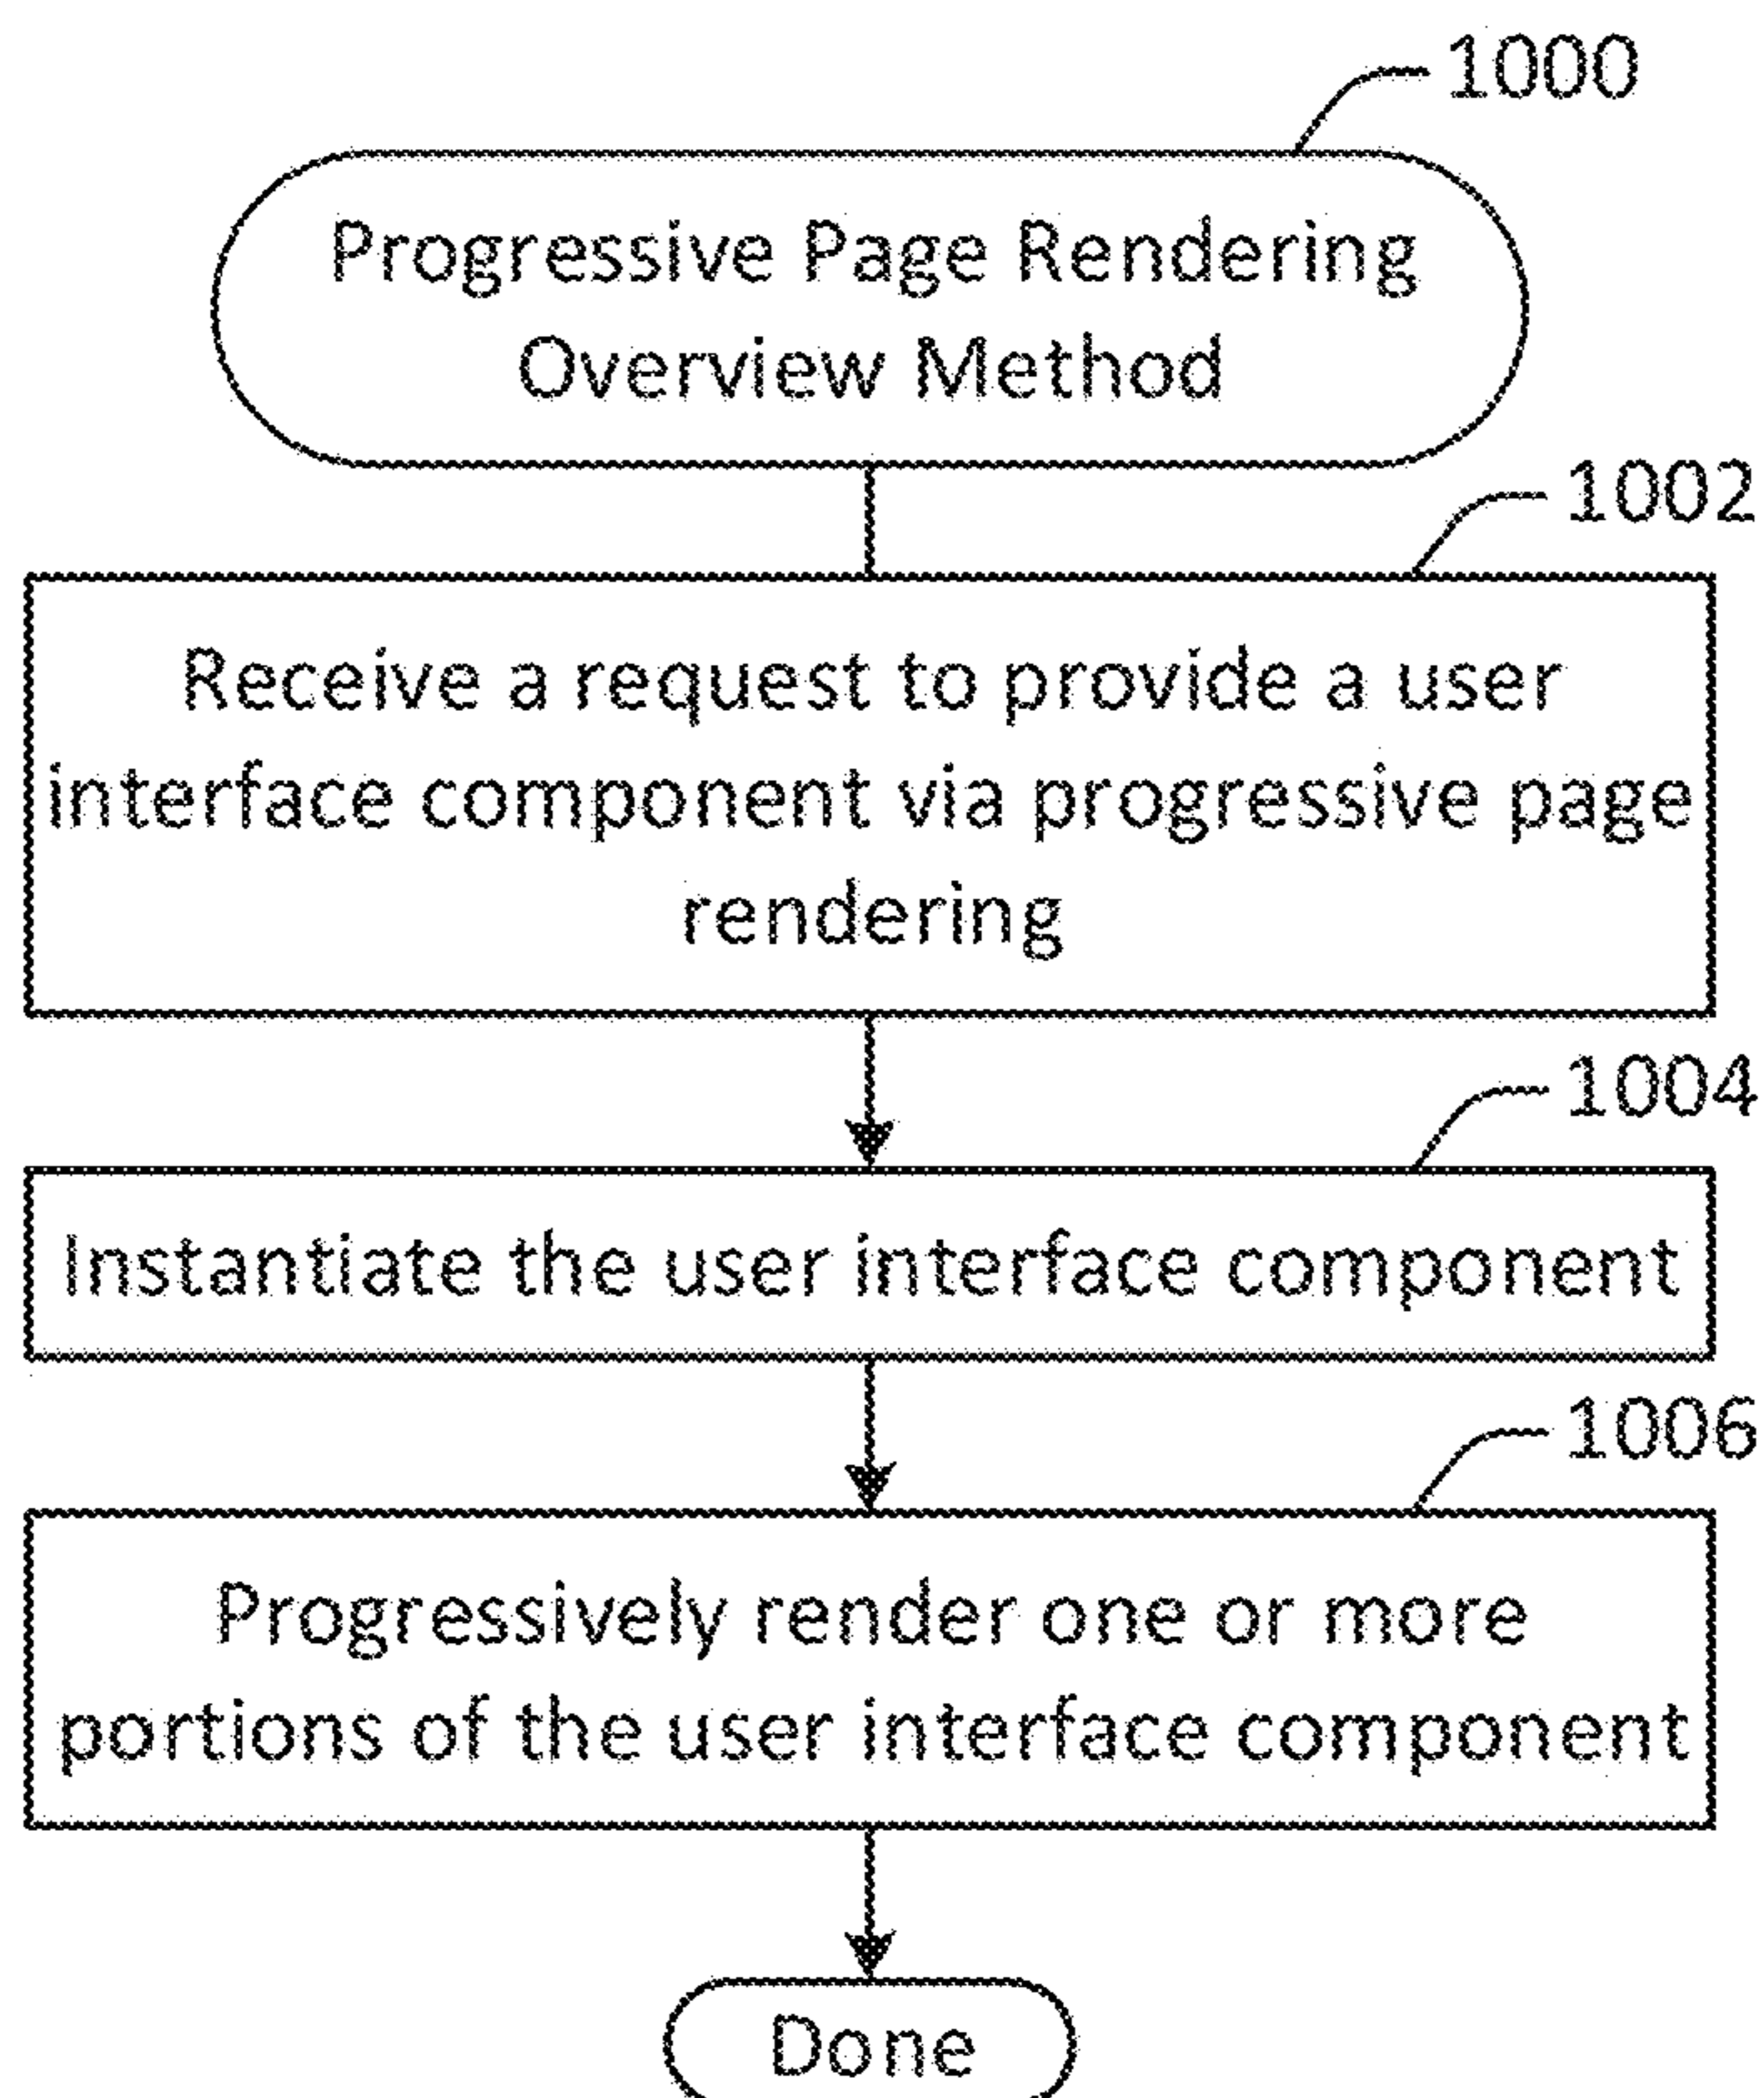 1000
Progressive Page Rendering
Overview Method
1002
Receive a request to provide a user
interface component via progressive page
rendering
1004
Instantiate the user interface component
1006
Progressively render one or more
portions of the user interface component
Done